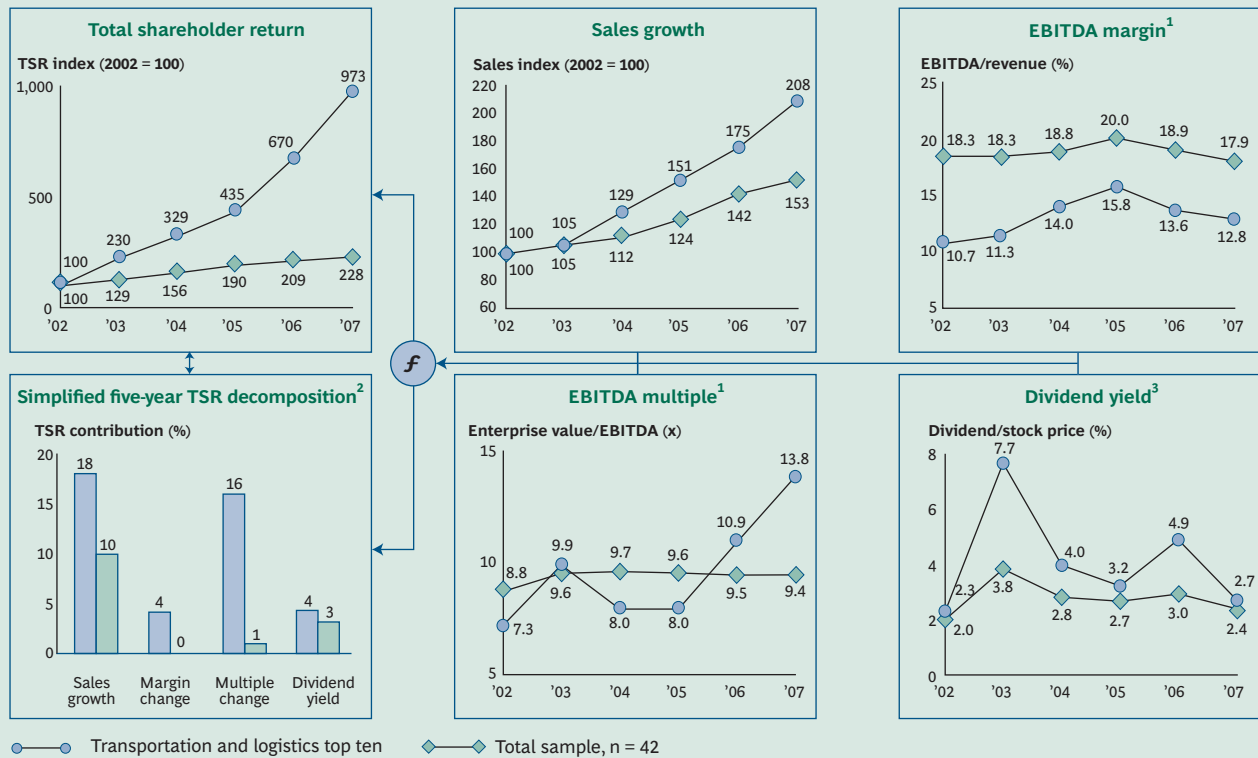 Total shareholder return
TSR index (2002 = 100)
1,000
500
0
973
670
435
329
230
100
100
129
156
190
209
228
’02 ’03 ’04 ’05 ’06 ’07
Sales growth
Sales index (2002 = 100)
220
200
180
160
140
120
100
80
60
208
175
151
129
105
100
100
105
112
124
142
153
’02 ’03 ’04 ’05 ’06 ’07
EBITDA margin¹
EBITDA/revenue (%)
25
20
15
10
5
18.3 18.3 18.8 20.0 18.9 17.9
10.7 11.3 14.0 15.8 13.6 12.8
’02 ’03 ’04 ’05 ’06 ’07
f
Simplified five-year TSR decomposition²
TSR contribution (%)
20
15
10
5
0
18 10 4 0 16 1 4 3
Sales growth
Margin change
Multiple change
Dividend yield
EBITDA multiple¹
Enterprise value/EBITDA (x)
15
10
5
8.8 9.6 9.7 9.6 9.5 9.4
7.3 9.9 8.0 8.0 10.9 13.8
’02 ’03 ’04 ’05 ’06 ’07
Dividend yield³
Dividend/stock price (%)
8
6
4
2
0
2.3 7.7 4.0 3.2 4.9 2.7
2.0 3.8 2.8 2.7 3.0 2.4
’02 ’03 ’04 ’05 ’06 ’07
Transportation and logistics top ten
Total sample, n = 42